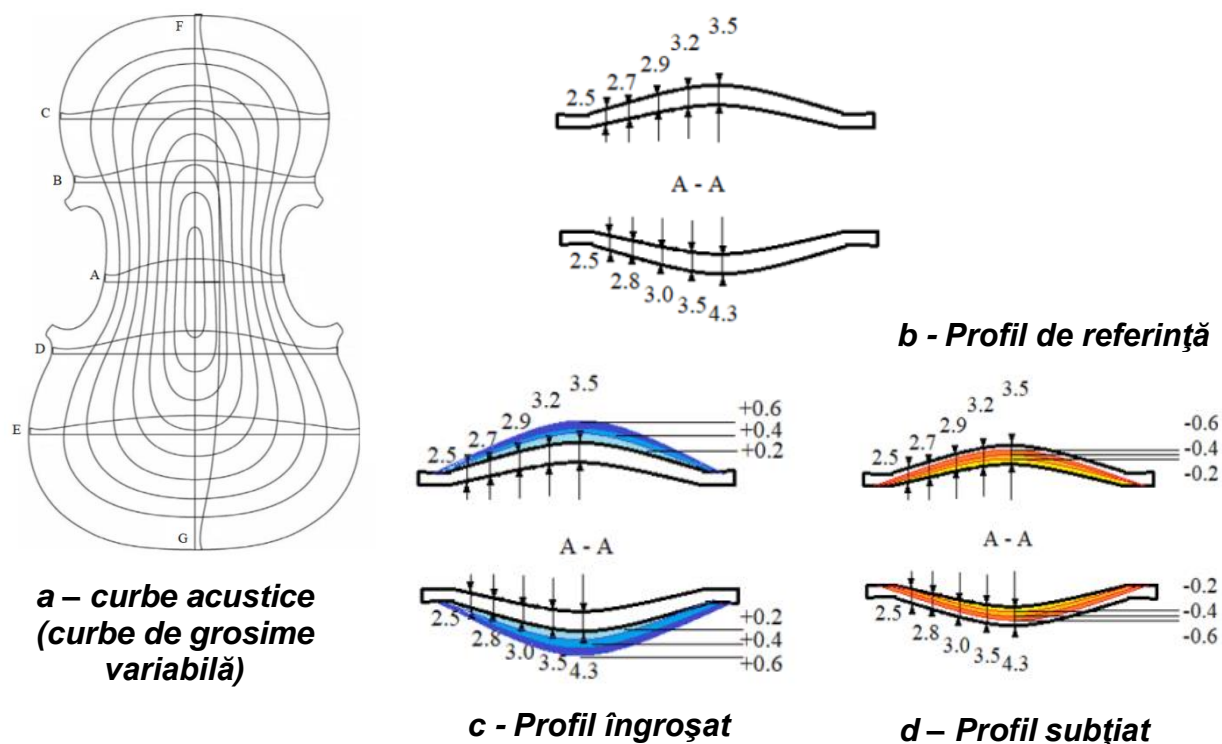 F
C
B
A
D
E
G
a – curbe acustice
(curbe de grosime
variabilă)
2.5 2.7 2.9 3.2 3.5
A - A
2.5 2.8 3.0 3.5 4.3
b - Profil de referinţă
2.5 2.7 2.9 3.2 3.5
+0.6
+0.4
+0.2
A - A
2.5 2.8 3.0 3.5 4.3
+0.2
+0.4
+0.6
c - Profil îngroşat
2.5 2.7 2.9 3.2 3.5
-0.6
-0.4
-0.2
A - A
2.5 2.8 3.0 3.5 4.3
-0.2
-0.4
-0.6
d – Profil subţiat